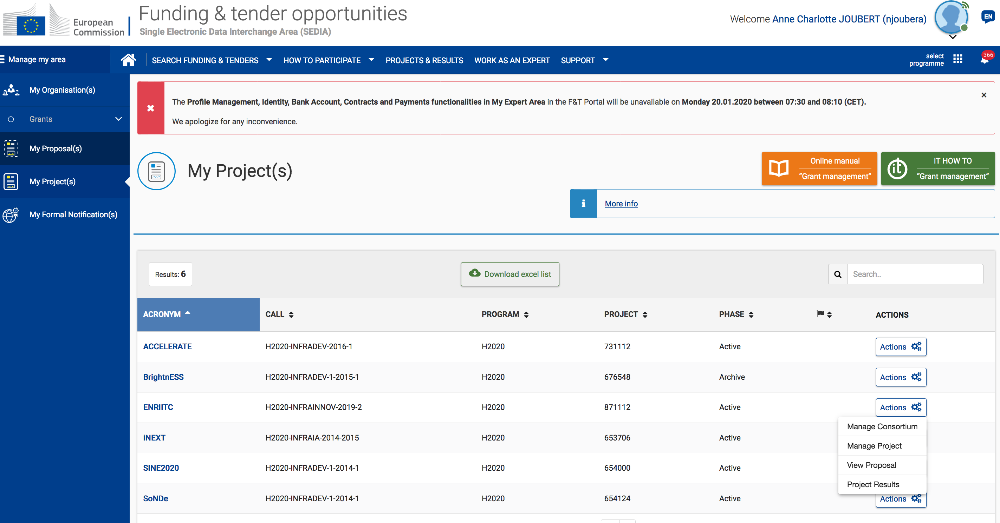 European
Commission
Funding & tender opportunities
Single Electronic Data Interchange Area (SEDIA)
Welcome Anne Charlotte JOUBERT (njoubera)
EN
Manage my area
SEARCH FUNDING & TENDERS
HOW TO PARTICIPATE
PROJECTS & RESULTS
WORK AS AN EXPERT
SUPPORT
select
programme
366
My Organisation(s)
Grants
My Proposal(s)
My Project(s)
My Formal Notification(s)
The Profile Management, Identity, Bank Account, Contracts and Payments functionalities in My Expert Area in the F&T Portal will be unavailable on Monday 20.01.2020 between 07:30 and 08:10 (CET).
We apologize for any inconvenience.
My Project(s)
Online manual
"Grant management"
it
IT HOW TO
"Grant management"
i
More info
Results: 6
Download excel list
Search..
ACRONYM CALL PROGRAM PROJECT PHASE ACTIONS
ACCELERATE H2020-INFRADEV-2016-1 H2020 731112 Active Actions
BrightnESS H2020-INFRADEV-1-2015-1 H2020 676548 Archive Actions
ENRIITC H2020-INFRAINNOV-2019-2 H2020 871112 Active Actions
Manage Consortium
iNEXT H2020-INFRAIA-2014-2015 H2020 653706 Active
Manage Project
View Proposal
SINE2020 H2020-INFRADEV-1-2014-1 H2020 654000 Active
Project Results
SoNDe H2020-INFRADEV-1-2014-1 H2020 654124 Active Actions